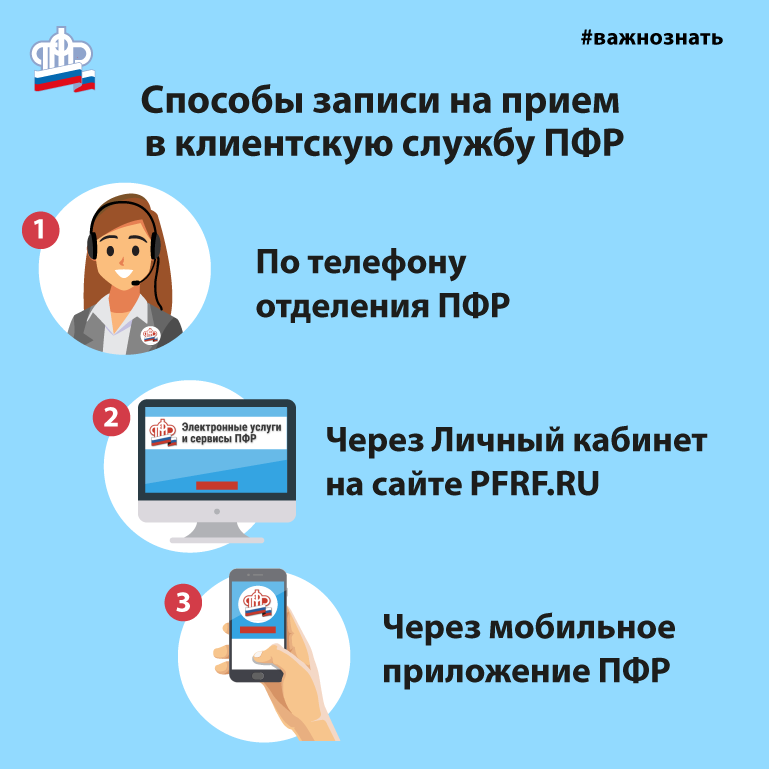 #важнознать
Способы записи на прием
в клиентскую службу ПФР
1
По телефону
отделения ПФР
2
Электронные услуги
и сервисы ПФР
Через Личный кабинет
на сайте PFRF.RU
3
Через мобильное
приложение ПФР